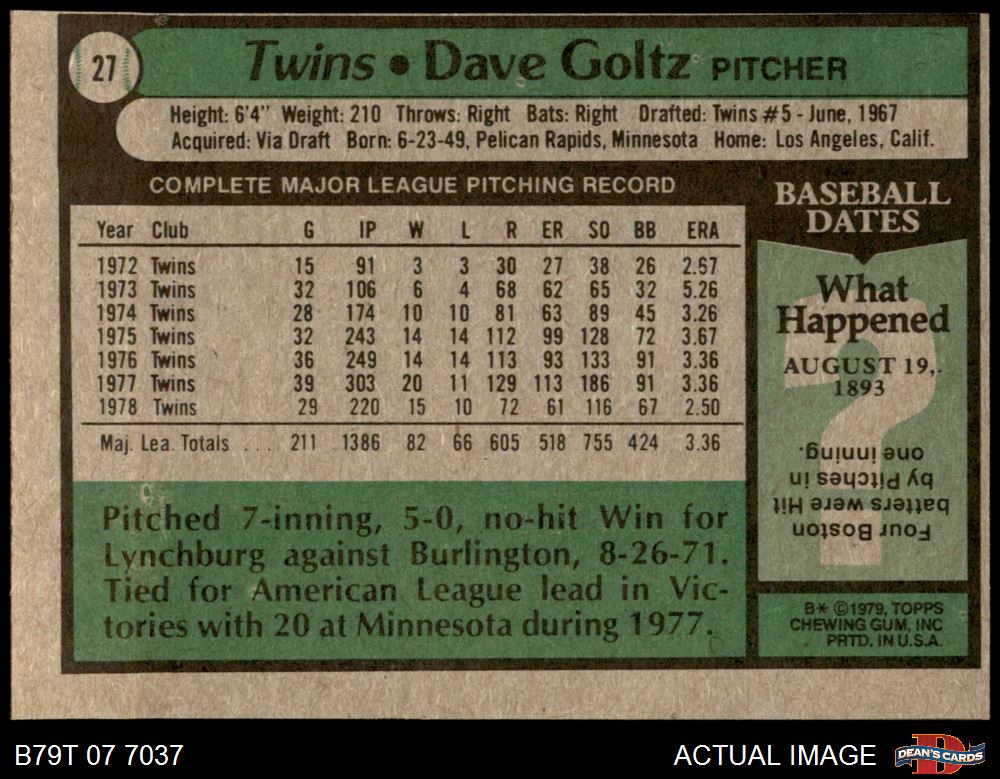 27
Twins • Dave Goltz PITCHER
Height: 6'4" Weight: 210 Throws: Right Bats: Right Drafted: Twins #5 - June, 1967
Acquired: Via Draft Born: 6-23-49, Pelican Rapids, Minnesota Home: Los Angeles, Calif.
COMPLETE MAJOR LEAGUE PITCHING RECORD
Year Club G IP W L R ER SO BB ERA
1972 Twins 15 91 3 3 30 27 38 26 2.67
1973 Twins 32 106 6 4 68 62 65 32 5.26
1974 Twins 28 174 10 10 81 63 89 45 3.26
1975 Twins 32 243 14 14 112 99 128 72 3.67
1976 Twins 36 249 14 14 113 93 133 91 3.36
1977 Twins 39 303 20 11 129 113 186 91 3.36
1978 Twins 29 220 15 10 72 61 116 67 2.50
Maj. Lea. Totals ... 211 1386 82 66 605 518 755 424 3.36
Pitched 7-inning, 5-0, no-hit Win for
Lynchburg against Burlington, 8-26-71.
Tied for American League lead in Vic-
tories with 20 at Minnesota during 1977.
BASEBALL
DATES
What
Happened
AUGUST 19,.
1893
?
Four Boston
batters were Hit
by Pitches in
one inning.
B* ©1979, TOPPS
CHEWING GUM, INC
PRTD. IN U.S.A.
B79T 07 7037
ACTUAL IMAGE
DEAN'S CARDS